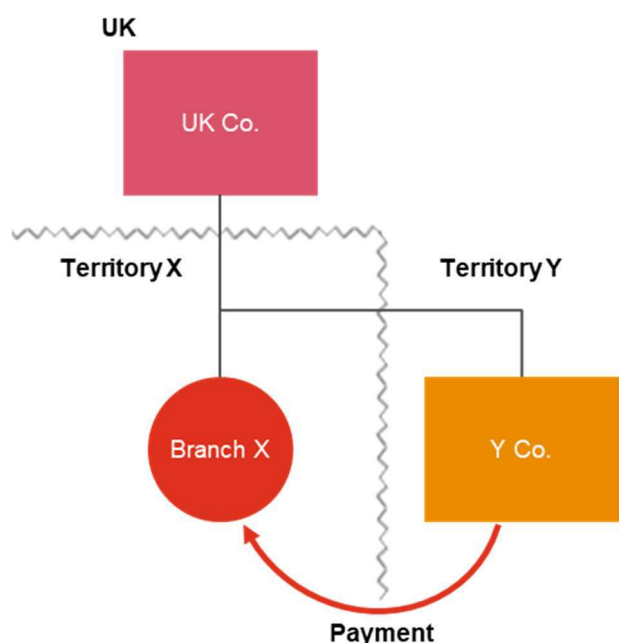 UK
UK Co.
Territory X
Territory Y
Branch X
Y Co.
Payment